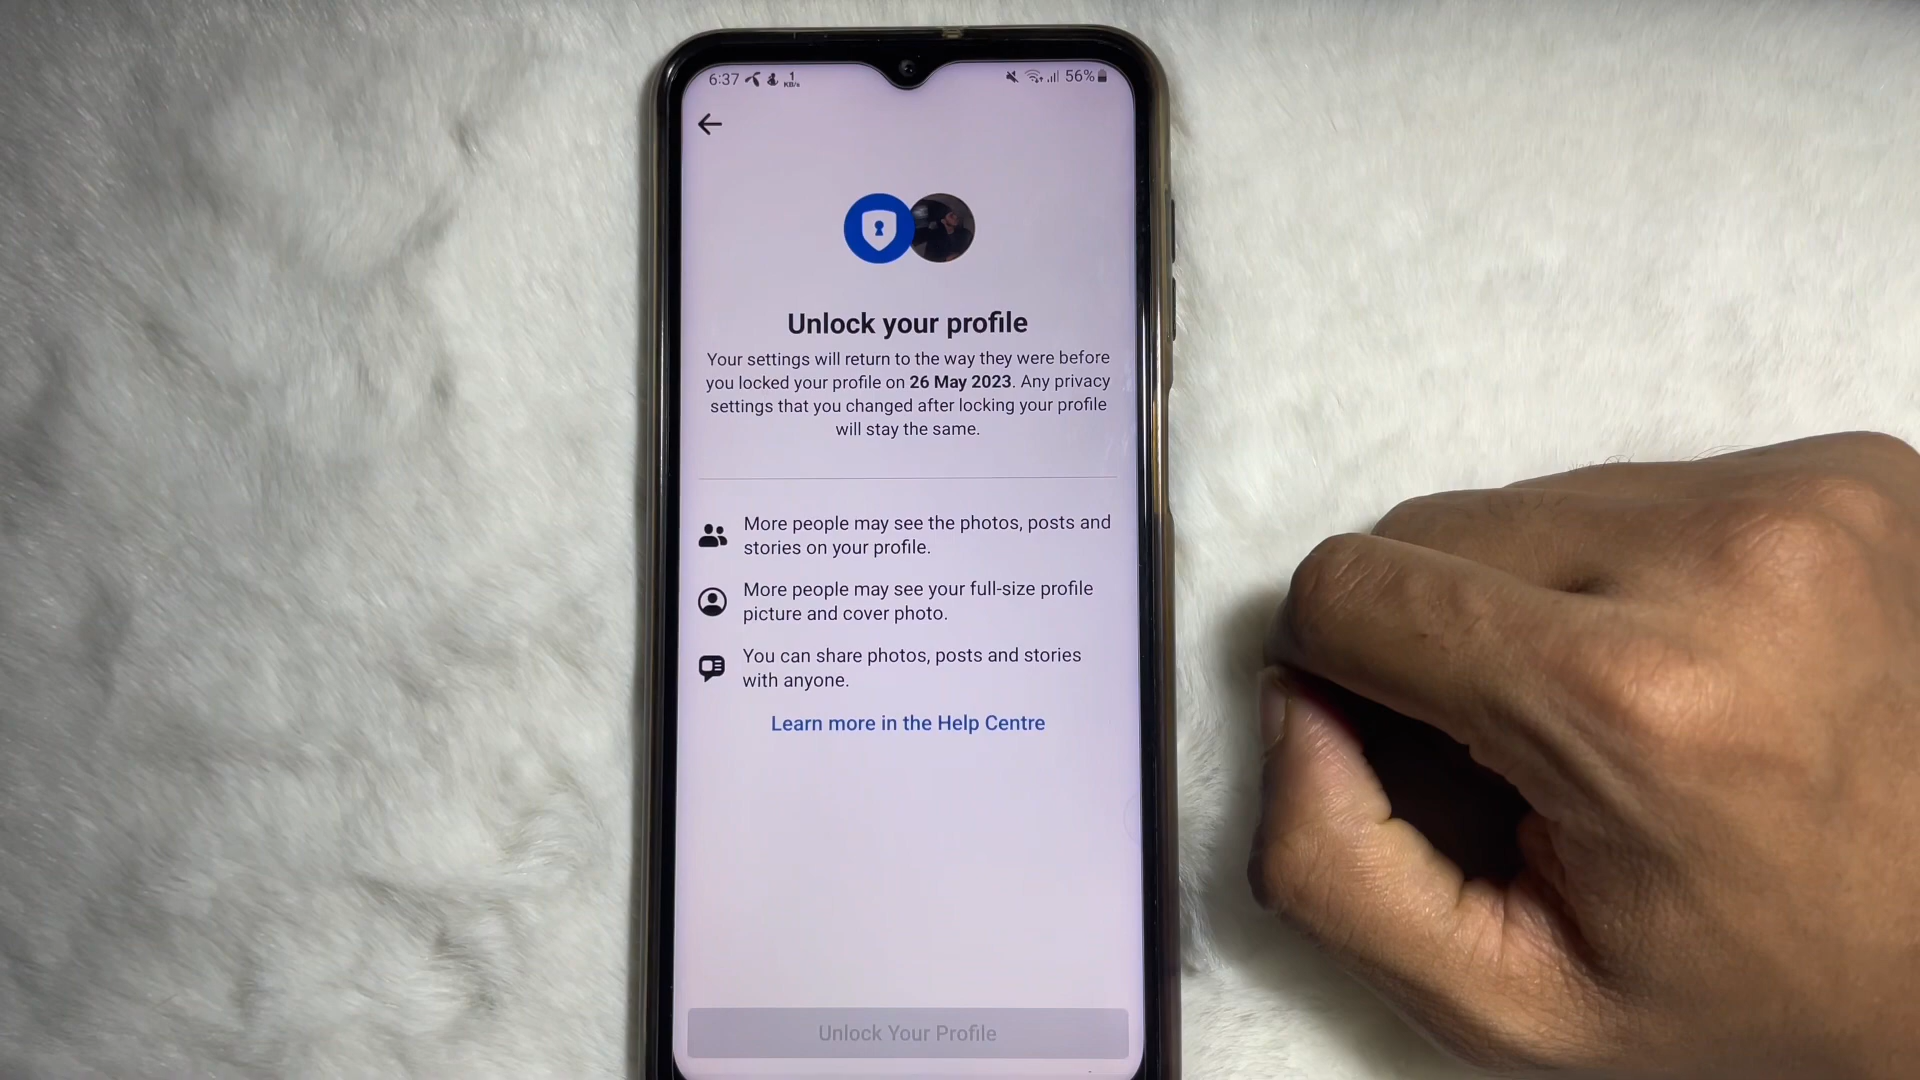 6:37 1 KB/s 56%
Unlock your profile
Your settings will return to the way they were before
you locked your profile on 26 May 2023. Any privacy
settings that you changed after locking your profile
will stay the same.
More people may see the photos, posts and
stories on your profile.
More people may see your full-size profile
picture and cover photo.
You can share photos, posts and stories
with anyone.
Learn more in the Help Centre
Unlock Your Profile